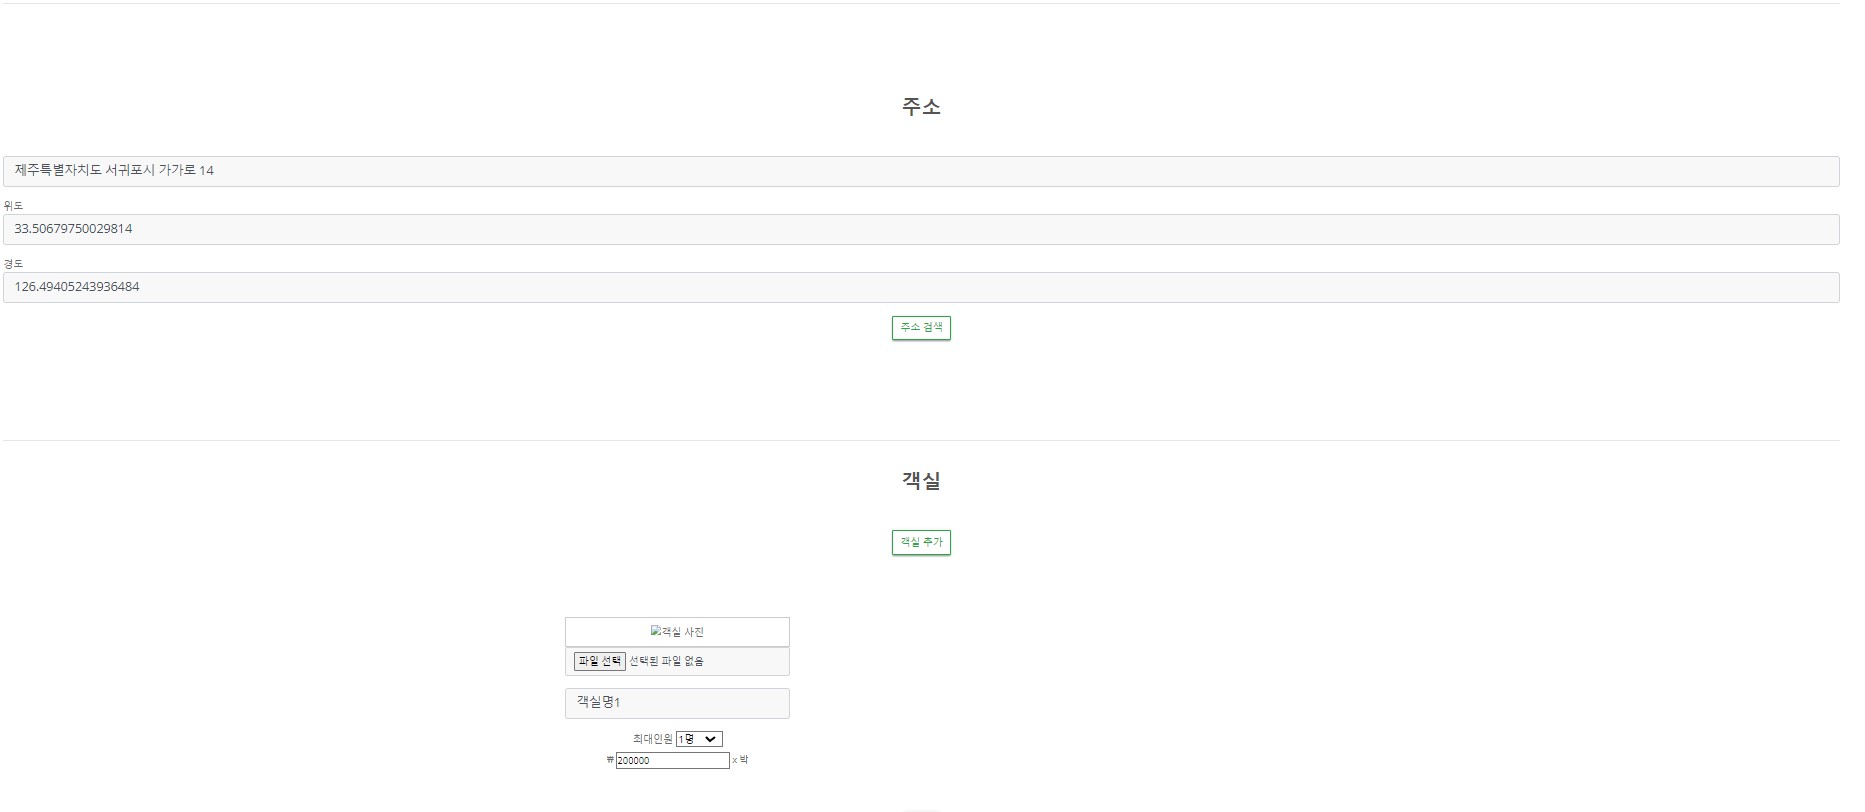 주소
제주특별자치도 서귀포시 가가로 14
위도
33.50679750029814
경도
126.49405243936484
주소 검색
객실
객실 추가
객실 사진
파일 선택 선택된 파일 없음
객실명1
최대인원 1명
₩ 200000 x 박